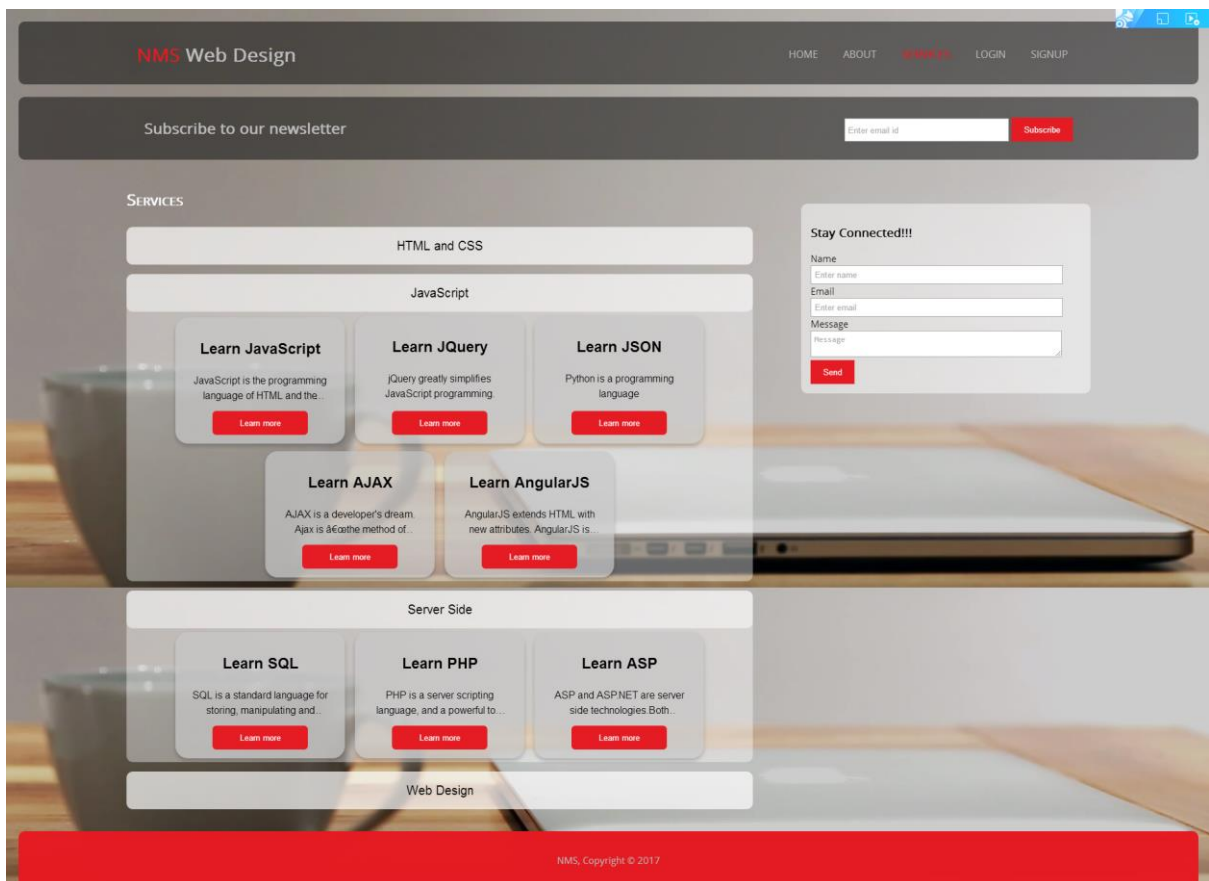 NMS Web Design
HOME ABOUT SERVICES LOGIN SIGNUP
Subscribe to our newsletter
Enter email id
Subscribe
SERVICES
HTML and CSS
JavaScript
Learn JavaScript
JavaScript is the programming
language of HTML and the...
Learn more
Learn JQuery
jQuery greatly simplifies
JavaScript programming.
Learn more
Learn JSON
Python is a programming
language
Learn more
Learn AJAX
AJAX is a developer's dream.
Ajax is â€œthe method of...
Learn more
Learn AngularJS
AngularJS extends HTML with
new attributes. AngularJS is...
Learn more
Server Side
Learn SQL
SQL is a standard language for
storing, manipulating and...
Learn more
Learn PHP
PHP is a server scripting
language, and a powerful to...
Learn more
Learn ASP
ASP and ASP.NET are server
side technologies.Both...
Learn more
Web Design
Stay Connected!!!
Name
Enter name
Email
Enter email
Message
Message
Send
NMS, Copyright © 2017